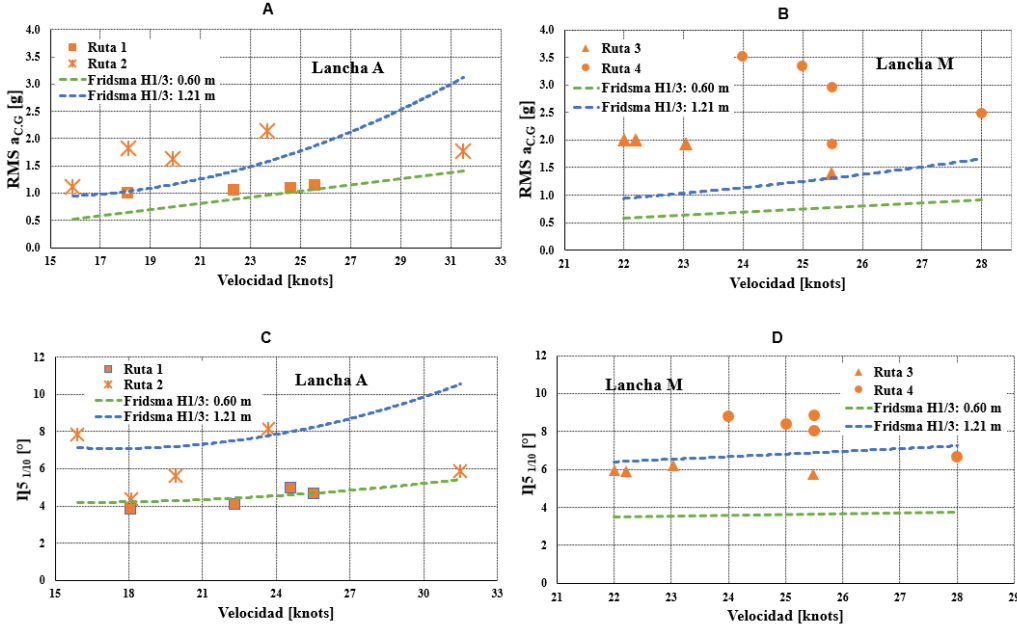 A
4.0
3.5
3.0
2.5
2.0
1.5
1.0
0.5
0.0
RMS aC.G [g]
Ruta 1
Ruta 2
Fridsma H1/3: 0.60 m
Fridsma H1/3: 1.21 m
Lancha A
15 17 19 21 23 25 27 29 31 33
Velocidad [knots]
B
4.0
3.5
3.0
2.5
2.0
1.5
1.0
0.5
0.0
RMS aC.G [g]
Ruta 3
Ruta 4
Fridsma H1/3: 0.60 m
Fridsma H1/3: 1.21 m
Lancha M
21 22 23 24 25 26 27 28 29
Velocidad [knots]
C
12
10
8
6
4
2
0
η5 1/10 [º]
Ruta 1
Ruta 2
Fridsma H1/3: 0.60 m
Fridsma H1/3: 1.21 m
Lancha A
15 18 21 24 27 30 33
Velocidad [knots]
D
12
10
8
6
4
2
0
η5 1/10 [º]
Lancha M
Ruta 3
Ruta 4
Fridsma H1/3: 0.60 m
Fridsma H1/3: 1.21 m
21 22 23 24 25 26 27 28 29
Velocidad [knots]